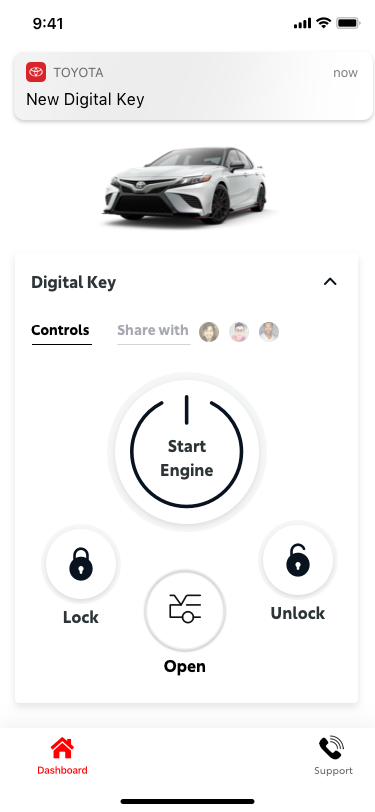 9:41
TOYOTA now
New Digital Key
Digital Key
Controls Share with
Start
Engine
Lock
Unlock
Open
Dashboard
Support